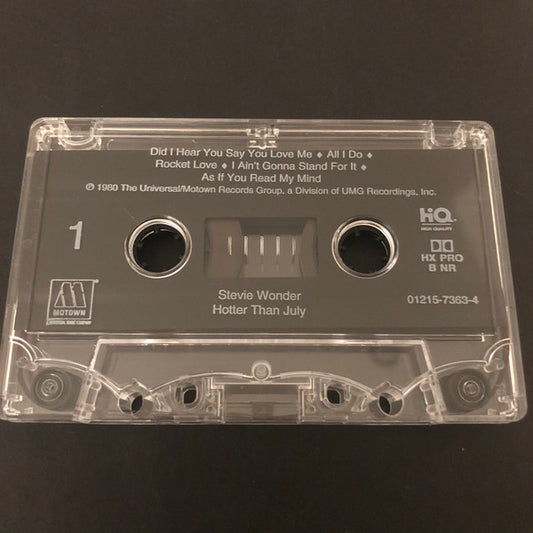 Did I Hear You Say You Love Me ♦ All I Do ♦
Rocket Love ♦ I Ain't Gonna Stand For It ♦
As If You Read My Mind
℗ 1980 The Universal/Motown Records Group, a Division of UMG Recordings, Inc.
1
HiQ
HIGH QUALITY
HX PRO
B NR
M
MOTOWN
Stevie Wonder
Hotter Than July
01215-7363-4